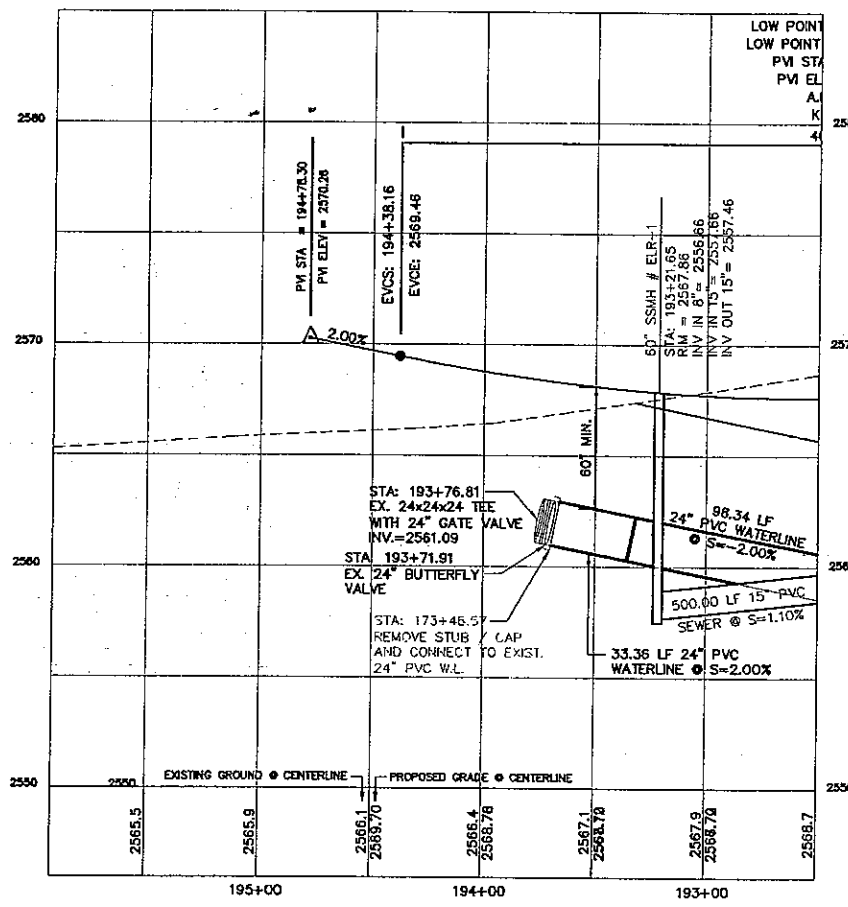 LOW POINT
LOW POINT
PVI STA
PVI EL
A.
K
2580
PVI STA = 194+78.30
PVI ELEV = 2570.26
EVCS: 194+38.16
EVCE: 2569.46
60" SSMH # ELR-1
STA: 193+21.65
RIM = 2567.86
INV IN 8"= 2556.66
INV IN 15"= 2557.66
INV OUT 15"= 2557.46
2570
2.00%
60" MIN.
STA: 193+76.81
EX. 24x24x24 TEE
WITH 24" GATE VALVE
INV.=2561.09
STA 193+71.91
EX. 24" BUTTERFLY
VALVE
98.34 LF
24" PVC WATERLINE
@ S=-2.00%
2560
500.00 LF 15" PVC
SEWER @ S=1.10%
STA: 173+46.57
REMOVE STUB / CAP
AND CONNECT TO EXIST.
24" PVC W.L.
33.36 LF 24" PVC
WATERLINE @ S=2.00%
EXISTING GROUND @ CENTERLINE
PROPOSED GRADE @ CENTERLINE
2550
2550
2565.5
2565.9
2566.1
2569.70
2566.4
2568.76
2567.1
2567.9
2568.79
2568.7
195+00
194+00
193+00